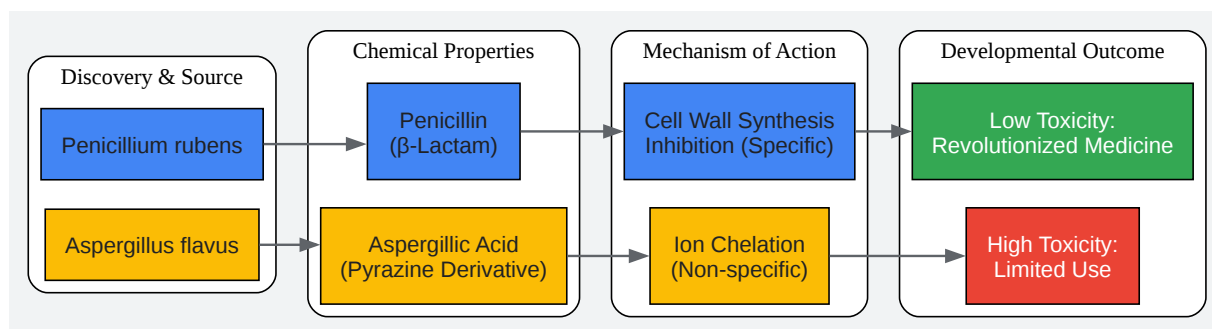 Discovery & Source
Penicillium rubens
Aspergillus flavus
Chemical Properties
Penicillin
(β-Lactam)
Aspergillic Acid
(Pyrazine Derivative)
Mechanism of Action
Cell Wall Synthesis
Inhibition (Specific)
Ion Chelation
(Non-specific)
Developmental Outcome
Low Toxicity:
Revolutionized Medicine
High Toxicity:
Limited Use